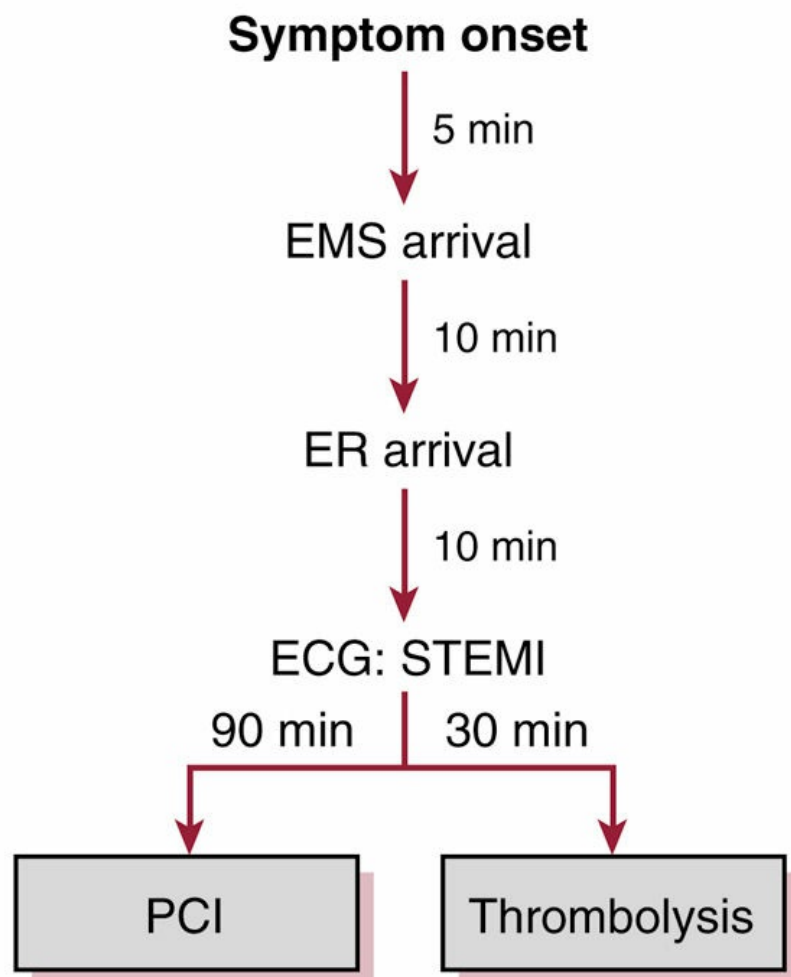 Symptom onset
5 min
EMS arrival
10 min
ER arrival
10 min
ECG: STEMI
90 min 30 min
PCI Thrombolysis